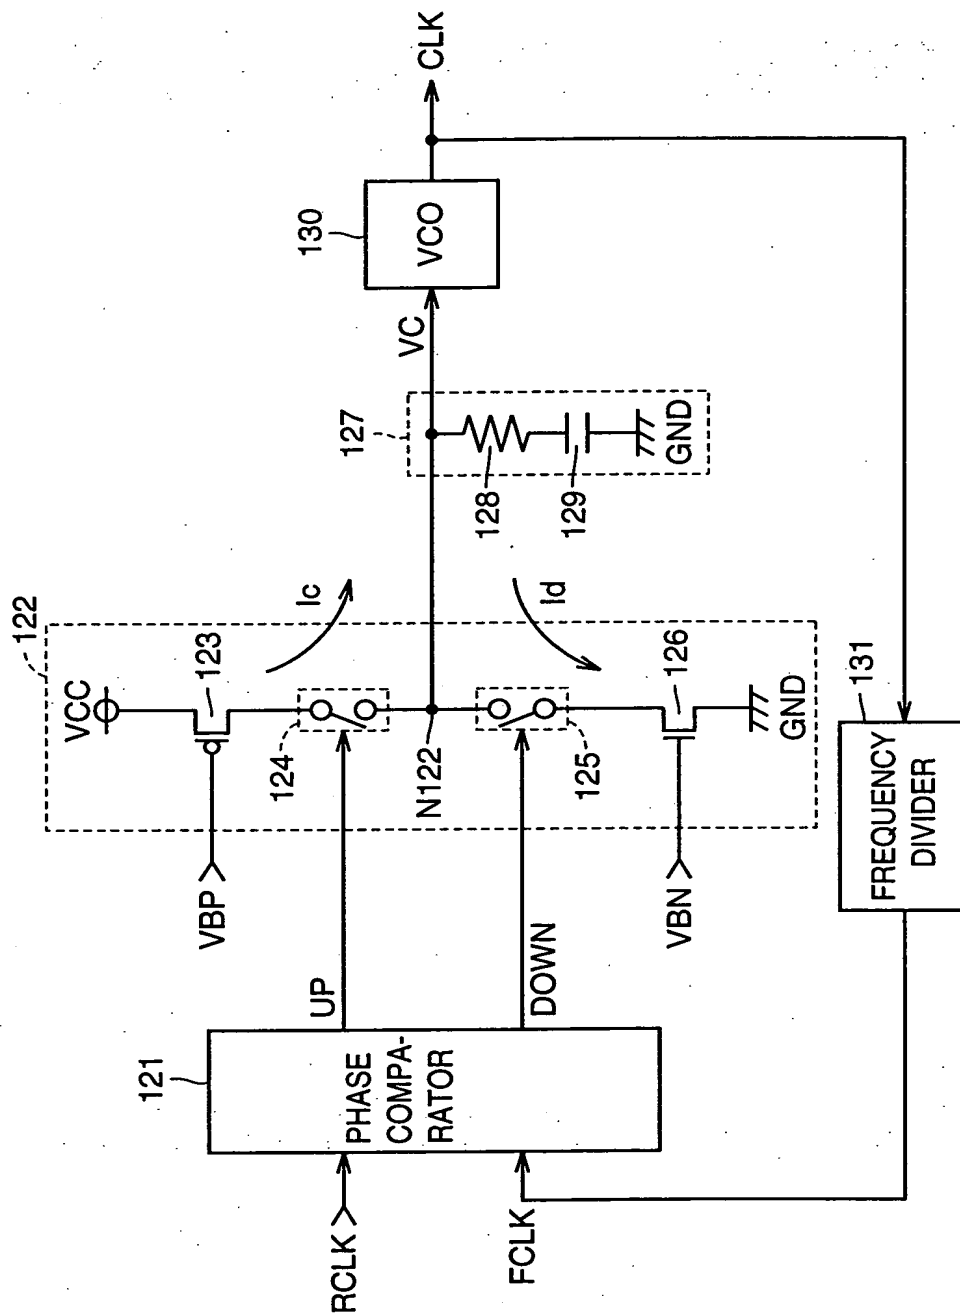 RCLK
FCLK
121
PHASE
COMPA-
RATOR
UP
DOWN
VBP
VBN
122
VCC
123
124
N122
125
126
GND
Ic
Id
127
128
129
GND
VC
130
VCO
CLK
131
FREQUENCY
DIVIDER